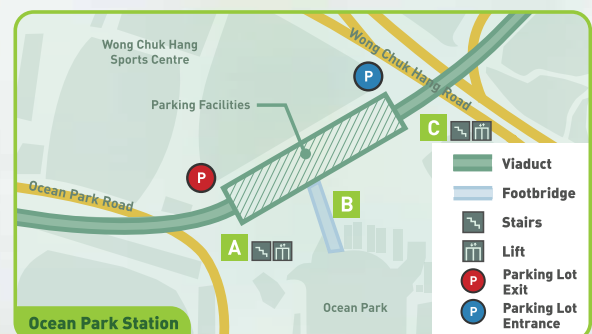 Wong Chuk Hang
Sports Centre
Wong Chuk Hang Road
P
Parking Facilities
C
P
Ocean Park Road
B
A
Ocean Park
Ocean Park Station
Viaduct
Footbridge
Stairs
Lift
P
Parking Lot
Exit
P
Parking Lot
Entrance